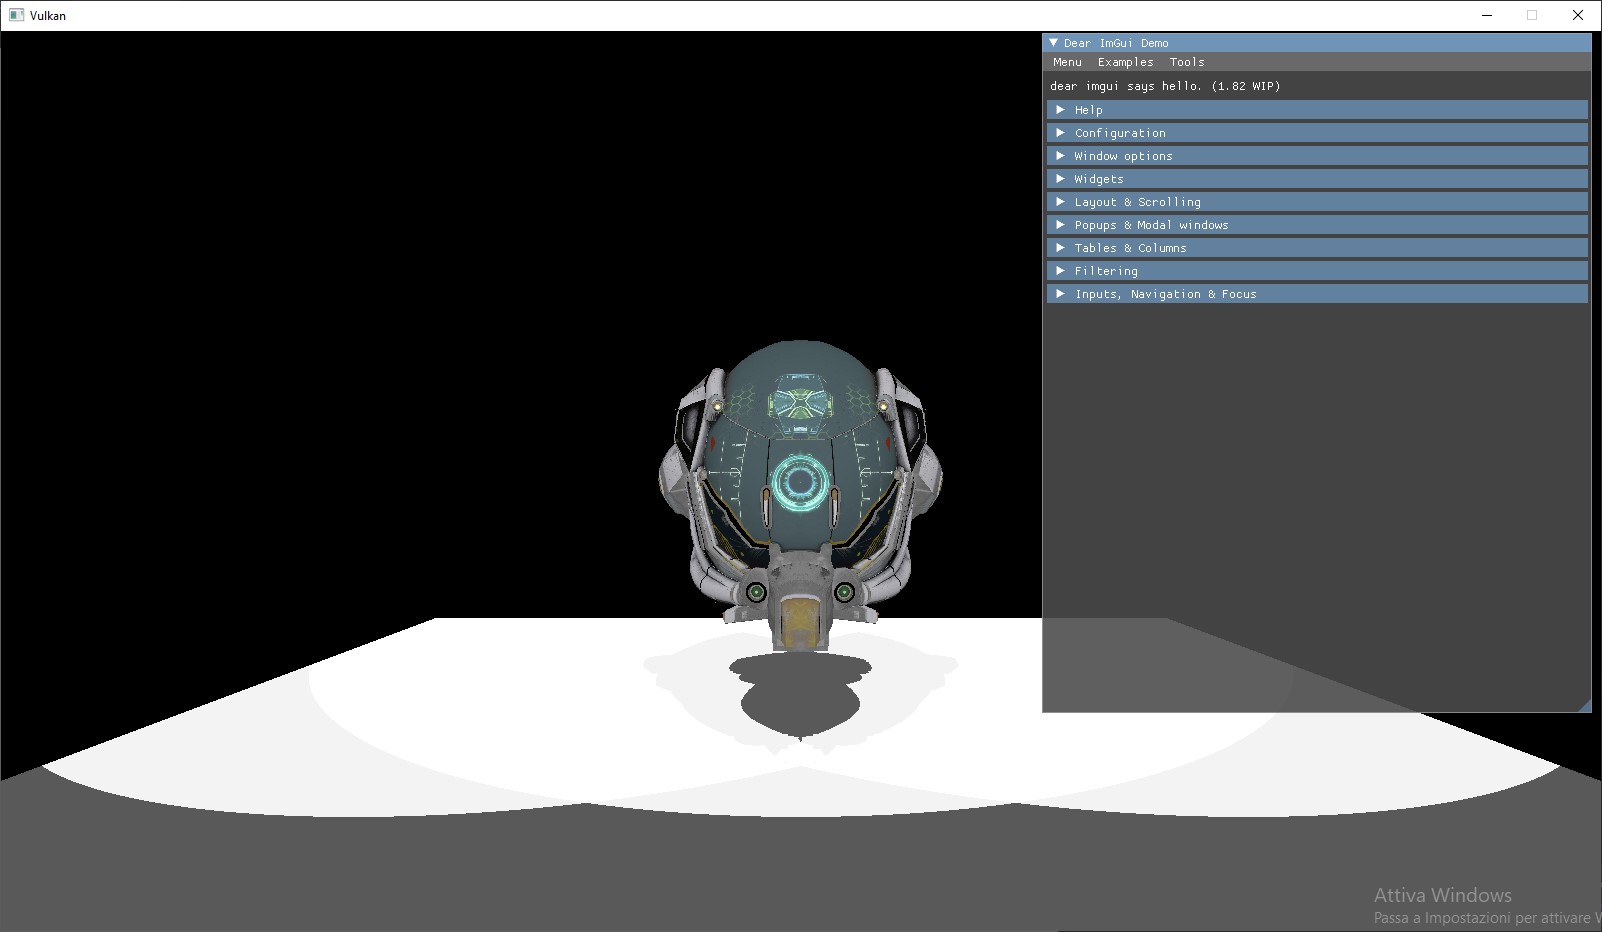 Vulkan
Dear ImGui Demo
Menu Examples Tools
dear imgui says hello. (1.82 WIP)
Help
Configuration
Window options
Widgets
Layout & Scrolling
Popups & Modal windows
Tables & Columns
Filtering
Inputs, Navigation & Focus
Attiva Windows
Passa a Impostazioni per attivare